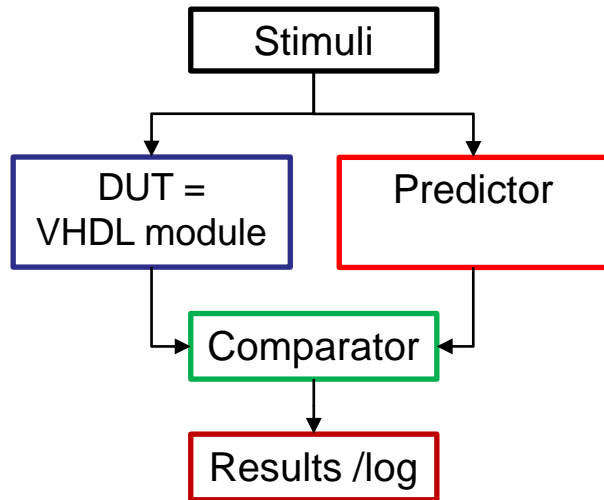 Stimuli
DUT =
VHDL module
Predictor
Comparator
Results /log